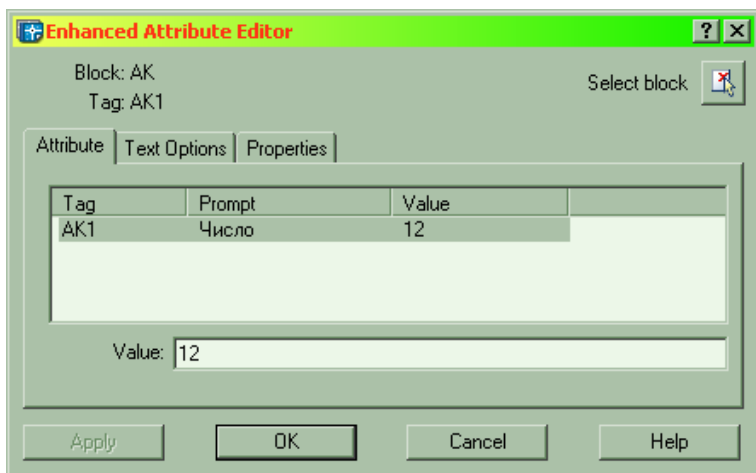 Enhanced Attribute Editor
Block: AK
Tag: AK1
Select block
Attribute Text Options Properties
Tag Prompt Value
AK1 Число 12
Value: 12
Apply OK Cancel Help